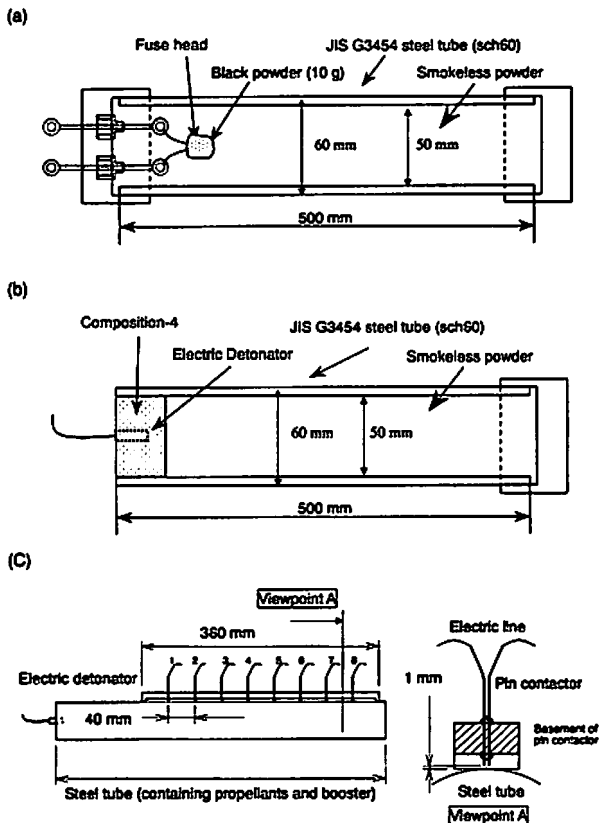 (a)
Fuse head
JIS G3454 steel tube (sch60)
Black powder (10 g)
Smokeless powder
60 mm
50 mm
500 mm
(b)
Composition-4
JIS G3454 steel tube (sch60)
Electric Detonator
Smokeless powder
60 mm
50 mm
500 mm
(C)
Viewpoint A
360 mm
1 2 3 4 5 6 7 8
Electric detonator
40 mm
Steel tube (containing propellants and booster)
Electric line
1 mm
Pin contactor
Basement of
pin contactor
Steel tube
Viewpoint A